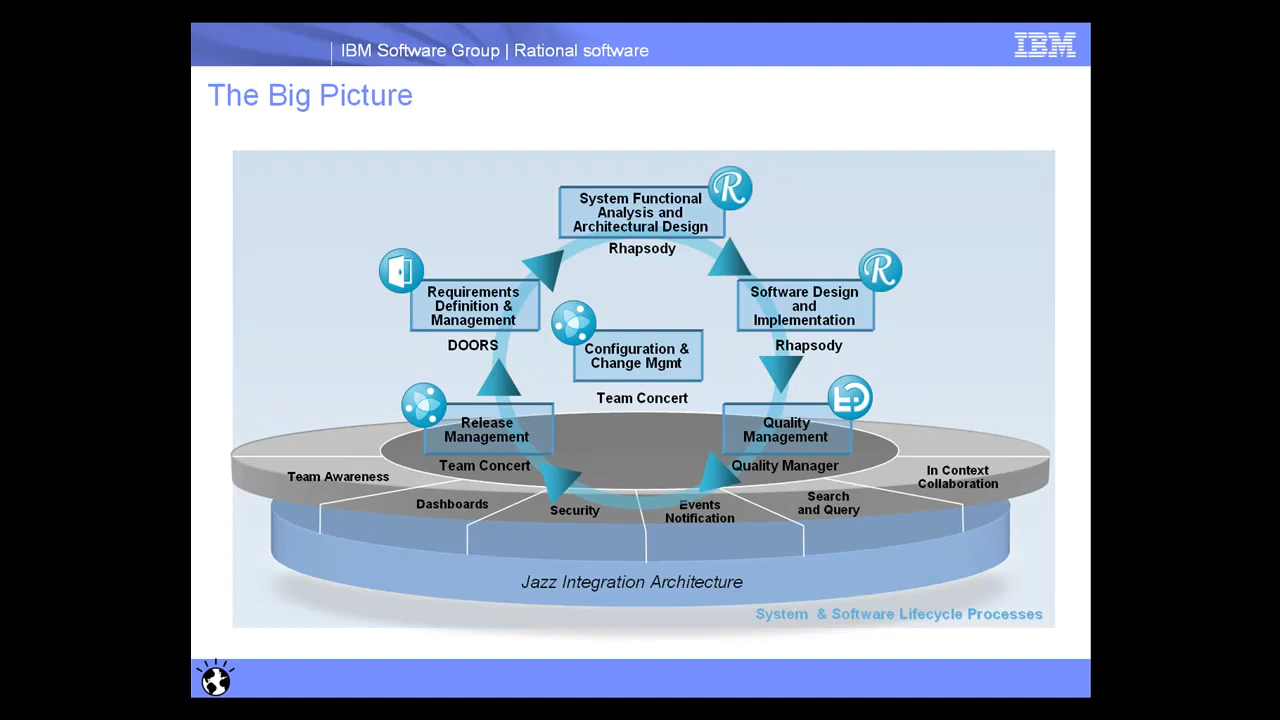 IBM Software Group | Rational software
IBM
The Big Picture
System Functional
Analysis and
Architectural Design
R
Rhapsody
Requirements
Definition &
Management
DOORS
Software Design
and
Implementation
R
Rhapsody
Configuration &
Change Mgmt
Team Concert
Release
Management
Team Concert
Quality
Management
Quality Manager
Team Awareness
Dashboards
Security
Events
Notification
Search
and Query
In Context
Collaboration
Jazz Integration Architecture
System & Software Lifecycle Processes